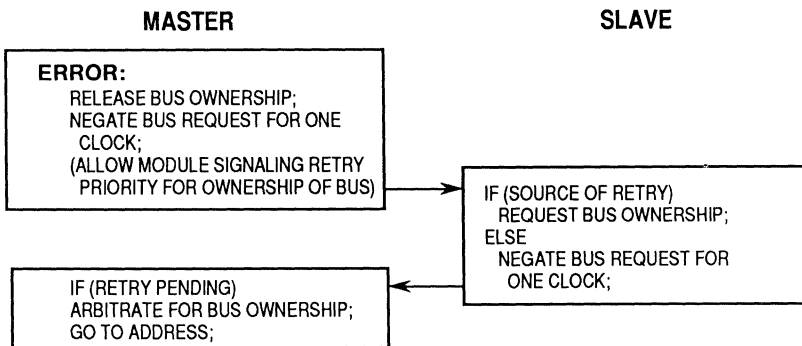 MASTER
SLAVE
ERROR:
RELEASE BUS OWNERSHIP;
NEGATE BUS REQUEST FOR ONE
CLOCK;
(ALLOW MODULE SIGNALING RETRY
PRIORITY FOR OWNERSHIP OF BUS)
IF (SOURCE OF RETRY)
REQUEST BUS OWNERSHIP;
ELSE
NEGATE BUS REQUEST FOR
ONE CLOCK;
IF (RETRY PENDING)
ARBITRATE FOR BUS OWNERSHIP;
GO TO ADDRESS;